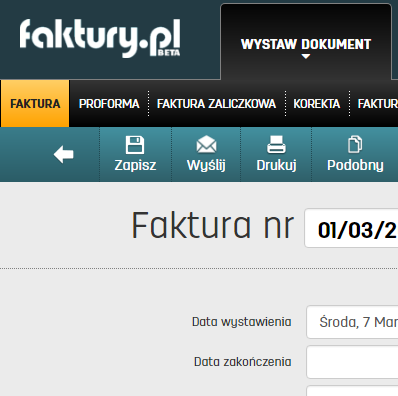 faktury.pl
BETA
WYSTAW DOKUMENT
FAKTURA PROFORMA FAKTURA ZALICZKOWA KOREKTA FAKTUR
Zapisz Wyślij Drukuj Podobny
Faktura nr 01/03/2
Data wystawienia Środa, 7 Mar
Data zakończenia